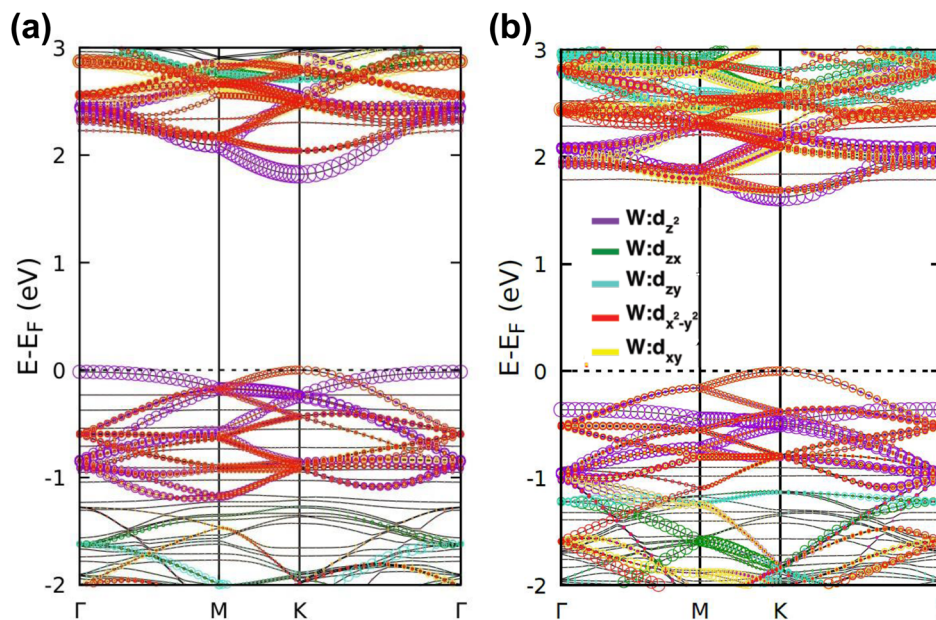 (a)
(b)
3
2
1
0
-1
-2
E-E_F (eV)
Γ
M
K
Γ
3
2
1
0
-1
-2
E-E_F (eV)
W:d_z²
W:d_zx
W:d_zy
W:d_x²-y²
W:d_xy
Γ
M
K